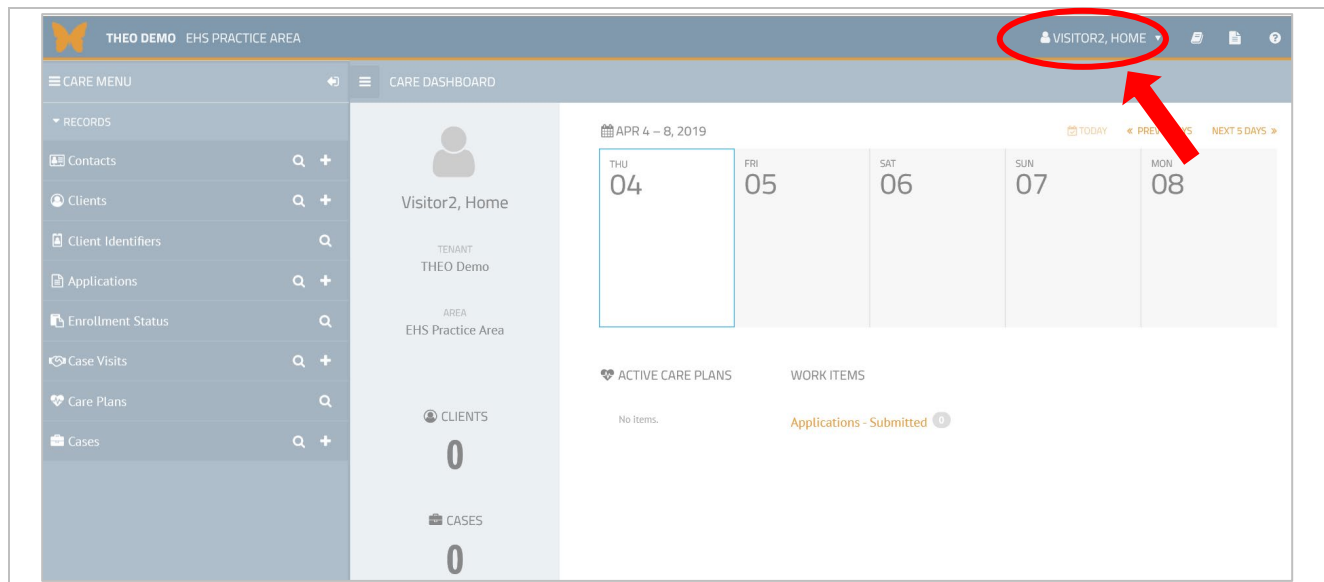 THEO DEMO EHS PRACTICE AREA
VISITOR2, HOME
CARE MENU
CARE DASHBOARD
RECORDS
Contacts
Clients
Client Identifiers
Applications
Enrollment Status
Case Visits
Care Plans
Cases
Visitor2, Home
TENANT
THEO Demo
AREA
EHS Practice Area
CLIENTS
0
CASES
0
APR 4 – 8, 2019
TODAY « NEXT 5 DAYS »
THU FRI SAT SUN MON
04 05 06 07 08
ACTIVE CARE PLANS WORK ITEMS
No items. Applications - Submitted 0